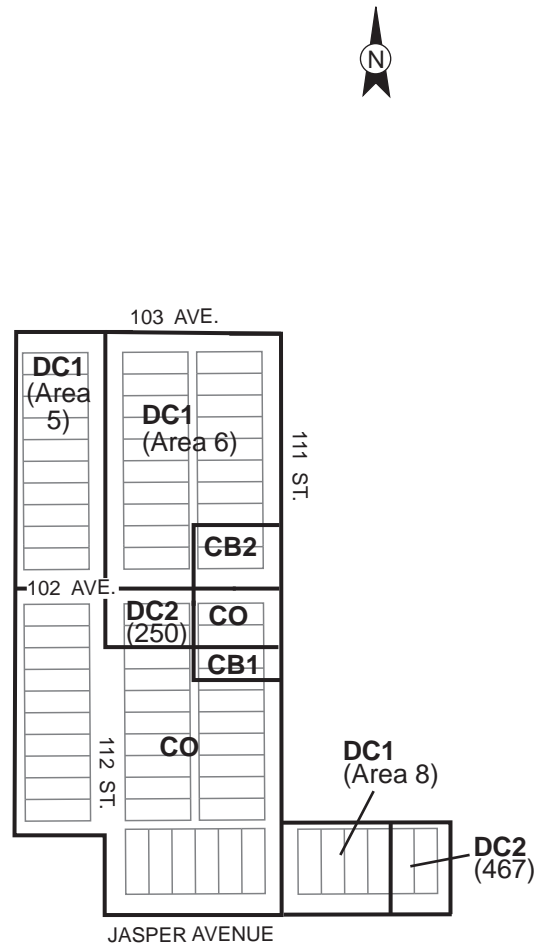 N
103 AVE.
DC1
(Area
5)
DC1
(Area 6)
111 ST.
CB2
102 AVE.
DC2
(250)
CO
CB1
CO
112 ST.
DC1
(Area 8)
DC2
(467)
JASPER AVENUE